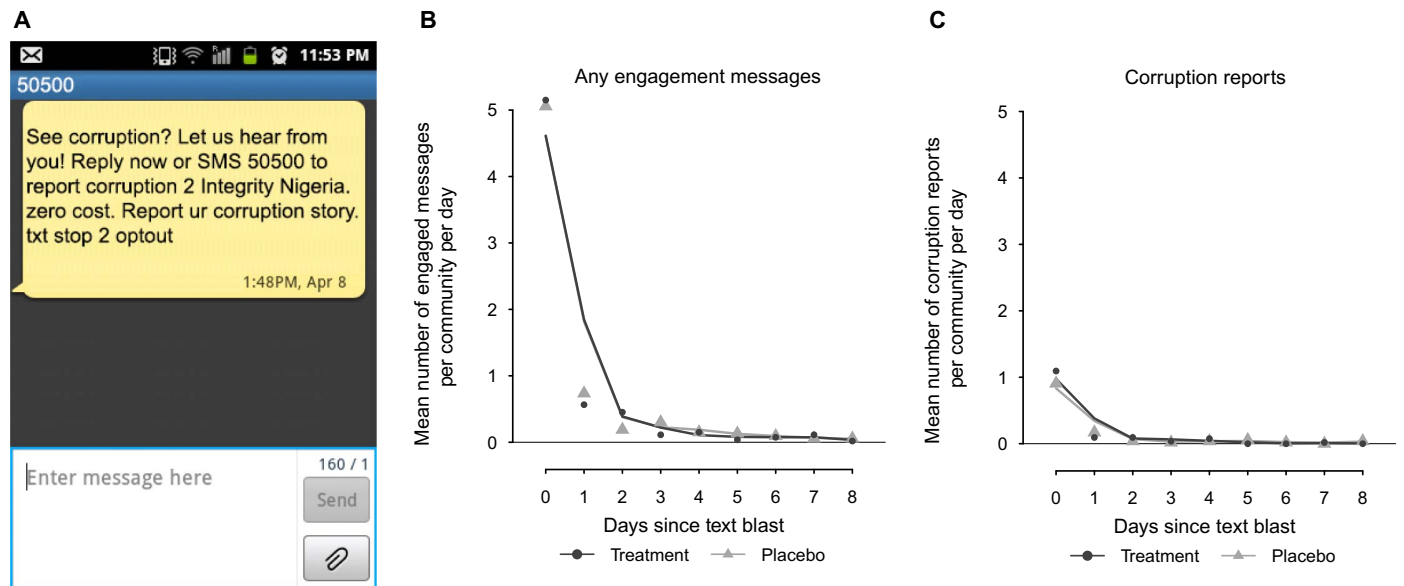 A
11:53 PM
50500
See corruption? Let us hear from
you! Reply now or SMS 50500 to
report corruption 2 Integrity Nigeria.
zero cost. Report ur corruption story.
txt stop 2 optout
1:48PM, Apr 8
160 / 1
Enter message here
Send
B
Any engagement messages
Mean number of engaged messages
per community per day
5
4
3
2
1
0
0 1 2 3 4 5 6 7 8
Days since text blast
Treatment Placebo
C
Corruption reports
Mean number of corruption reports
per community per day
5
4
3
2
1
0
0 1 2 3 4 5 6 7 8
Days since text blast
Treatment Placebo